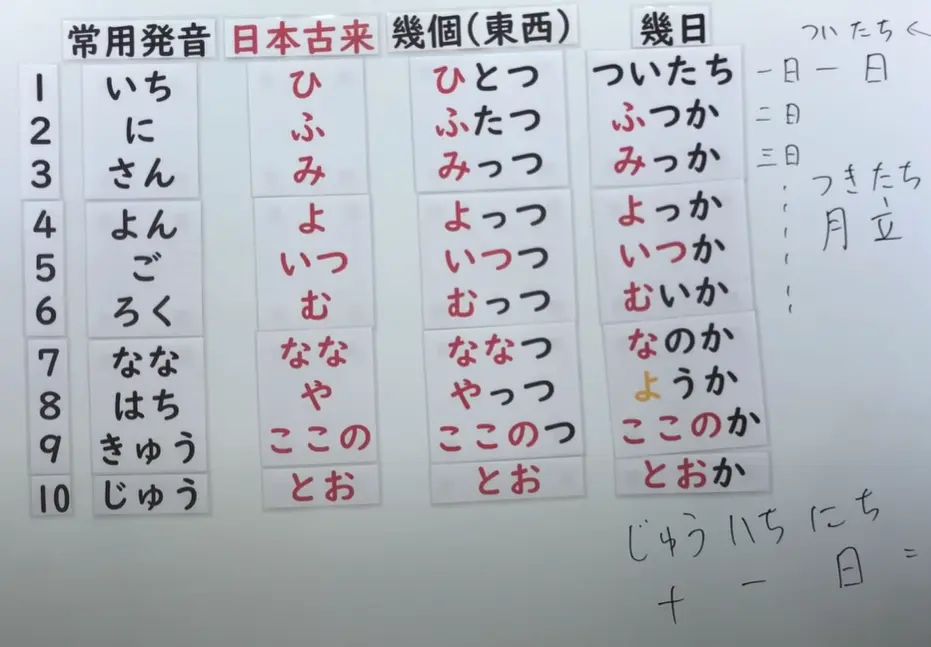 常用発音 日本古来 幾個(東西) 幾日 ついたち
1 いち ひ ひとつ ついたち 一日 一日
2 に ふ ふたつ ふつか 二日
3 さん み みっつ みっか 三日
つきたち
4 よん よ よっつ よっか 月立
5 ご いつ いつつ いつか
6 ろく む むっつ むいか
7 なな なな ななつ なのか
8 はち や やっつ ようか
9 きゅう ここの ここのつ ここのか
10 じゅう とお とお とおか
じゅういちにち
十一日 =